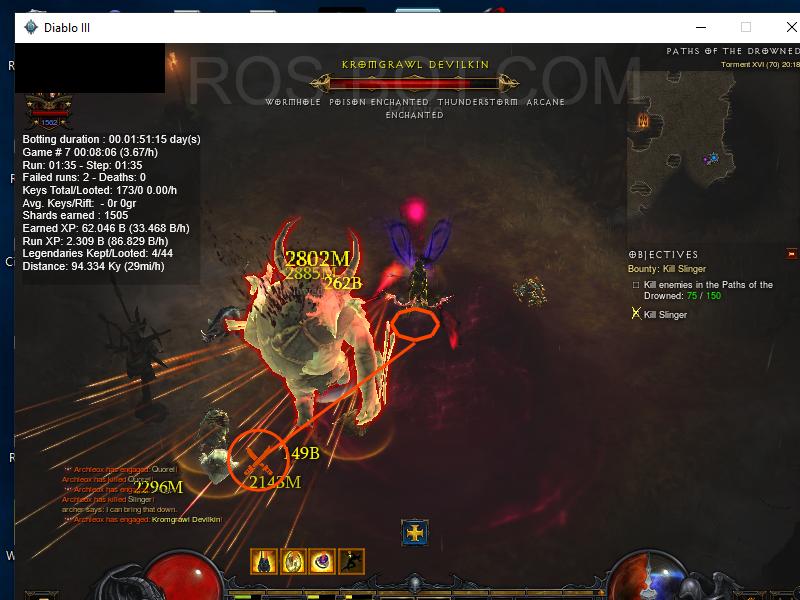 Diablo III
PATHS OF THE DROWNED
Torment XVI (70) 20:18
ROS-BOT.COM
KROMGRAWL DEVILKIN
WORMHOLE POISON ENCHANTED THUNDERSTORM ARCANE
ENCHANTED
1562
Botting duration : 00.01:51:15 day(s)
Game # 7 00:08:06 (3.67/h)
Run: 01:35 - Step: 01:35
Failed runs: 2 - Deaths: 0
Keys Total/Looted: 173/0 0.00/h
Avg. Keys/Rift: - 0r 0gr
Shards earned : 1505
Earned XP: 62.046 B (33.468 B/h)
Run XP: 2.309 B (86.829 B/h)
Legendaries Kept/Looted: 4/44
Distance: 94.334 Ky (29mi/h)
OBJECTIVES
Bounty: Kill Slinger
Kill enemies in the Paths of the
Drowned: 75 / 150
Kill Slinger
2802M
2885M
262B
149B
2143M
2296M
Archleox has engaged: Quorel!
Archleox has killed
Archleox has
Archleox has killed Slinger!
archer says: I can bring that down.
Archleox has engaged: Kromgrawl Devilkin!